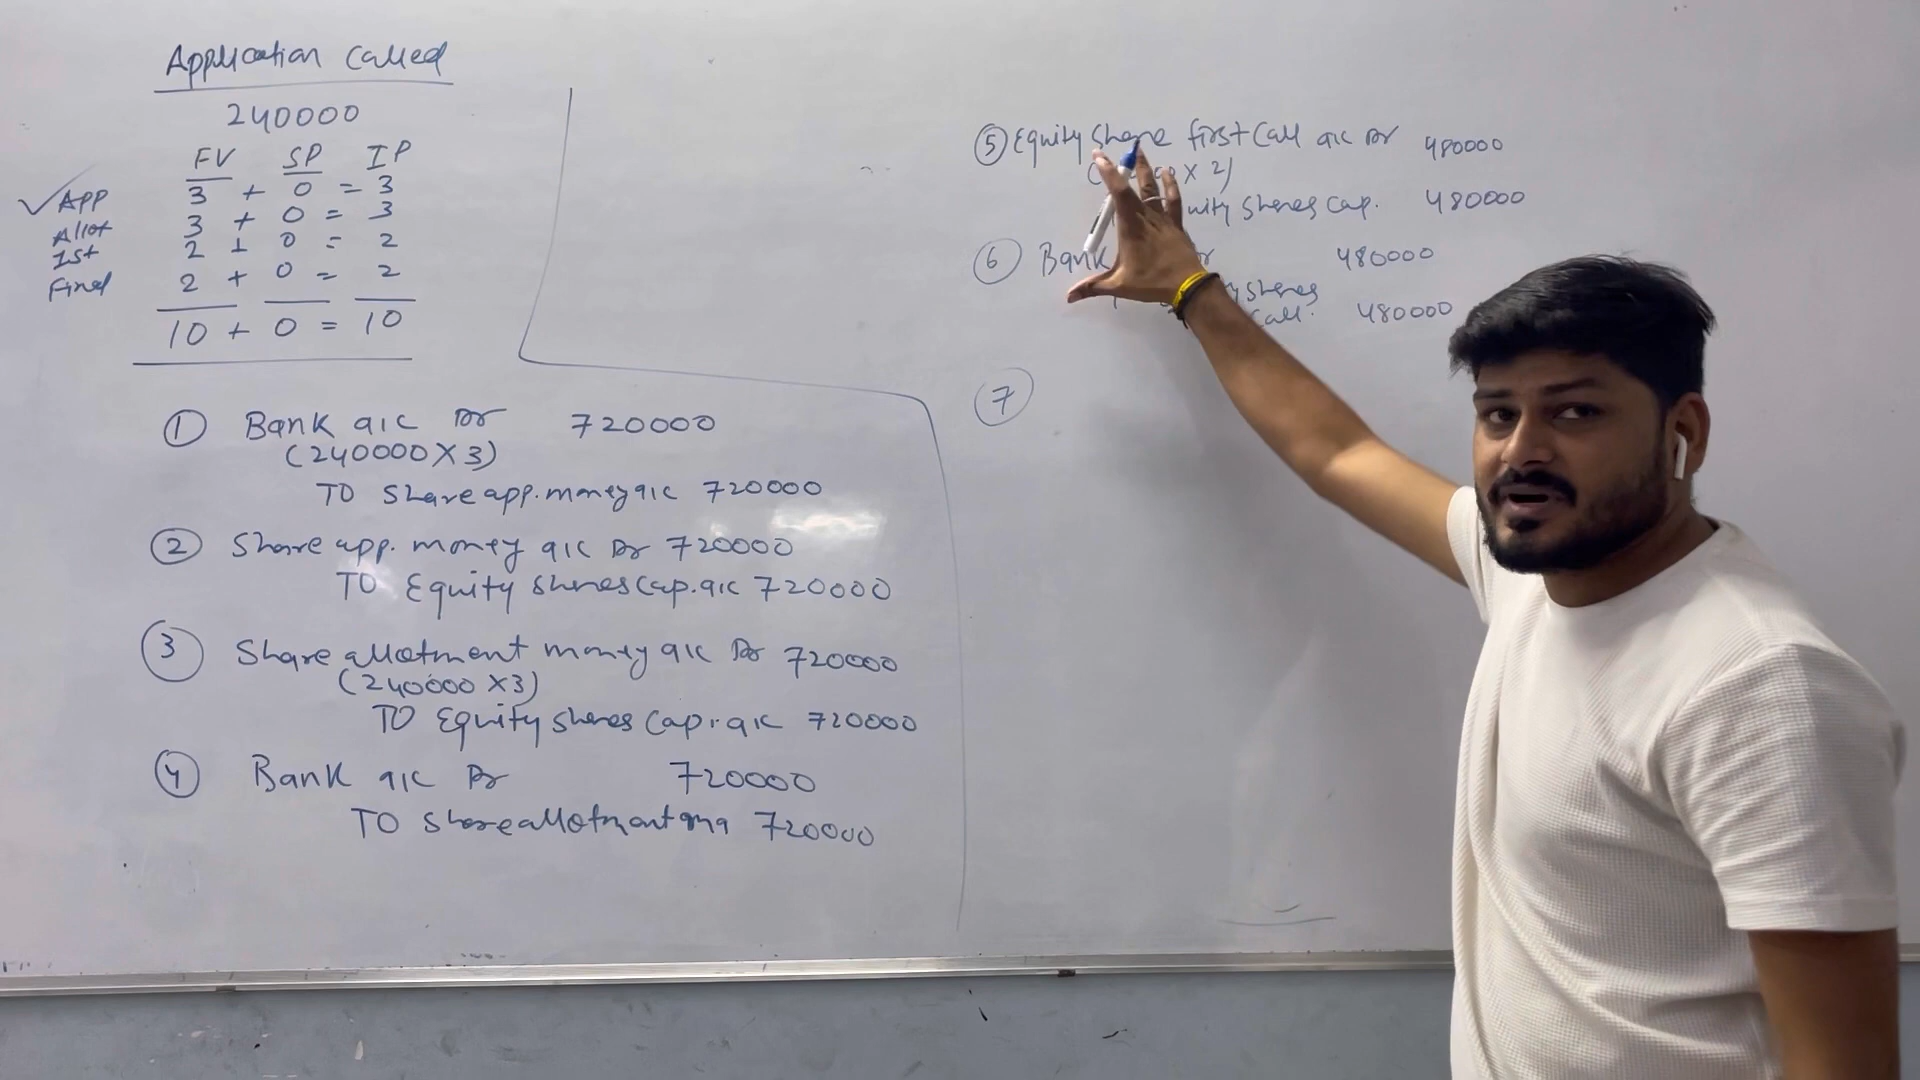 Application Called
240000
FV SP IP
APP 3 + 0 = 3
Allot 3 + 0 = 3
Ist 2 + 0 = 2
Final 2 + 0 = 2
10 + 0 = 10
① Bank a/c Dr 720000
(240000 X 3)
TO Share app. money a/c 720000
② Share app. money a/c Dr 720000
TO Equity shares Cap. a/c 720000
③ Share allotment money a/c Dr 720000
(240000 X3)
TO Equity shares Cap. a/c 720000
④ Bank a/c Dr 720000
TO Share allotment 720000
⑤ Equity Share first Call a/c Dr 480000
X 2)
Shares Cap. 480000
⑥ Bank 480000
Shares
Call. 480000
⑦